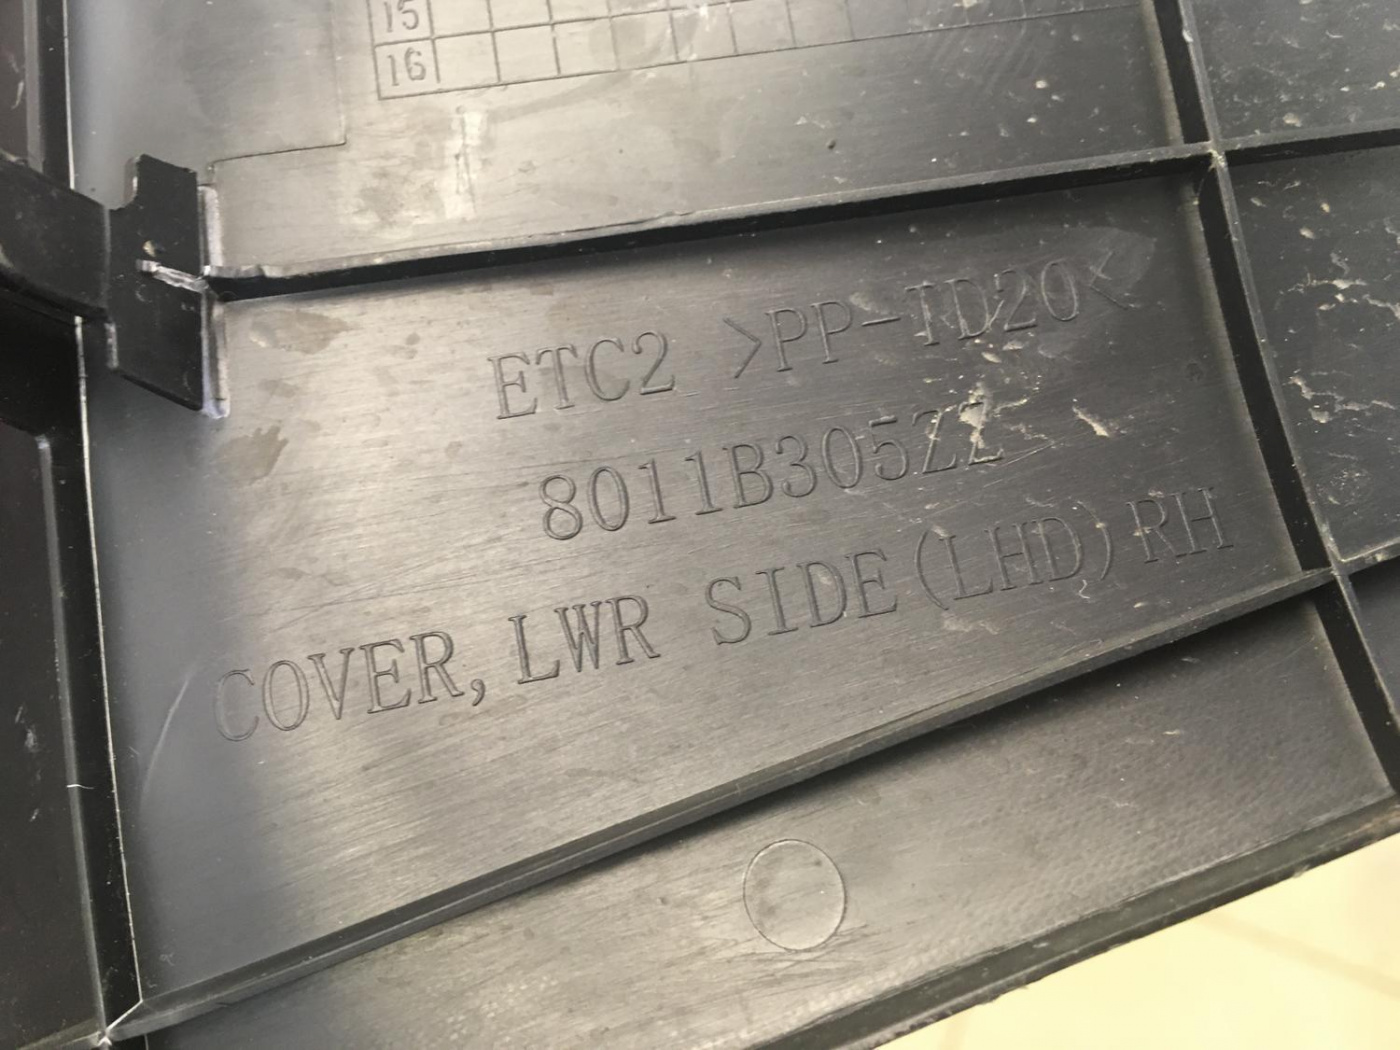 15
16
ETC2 >PP-TD20<
8011B305ZZ
COVER, LWR SIDE (LHD) RH